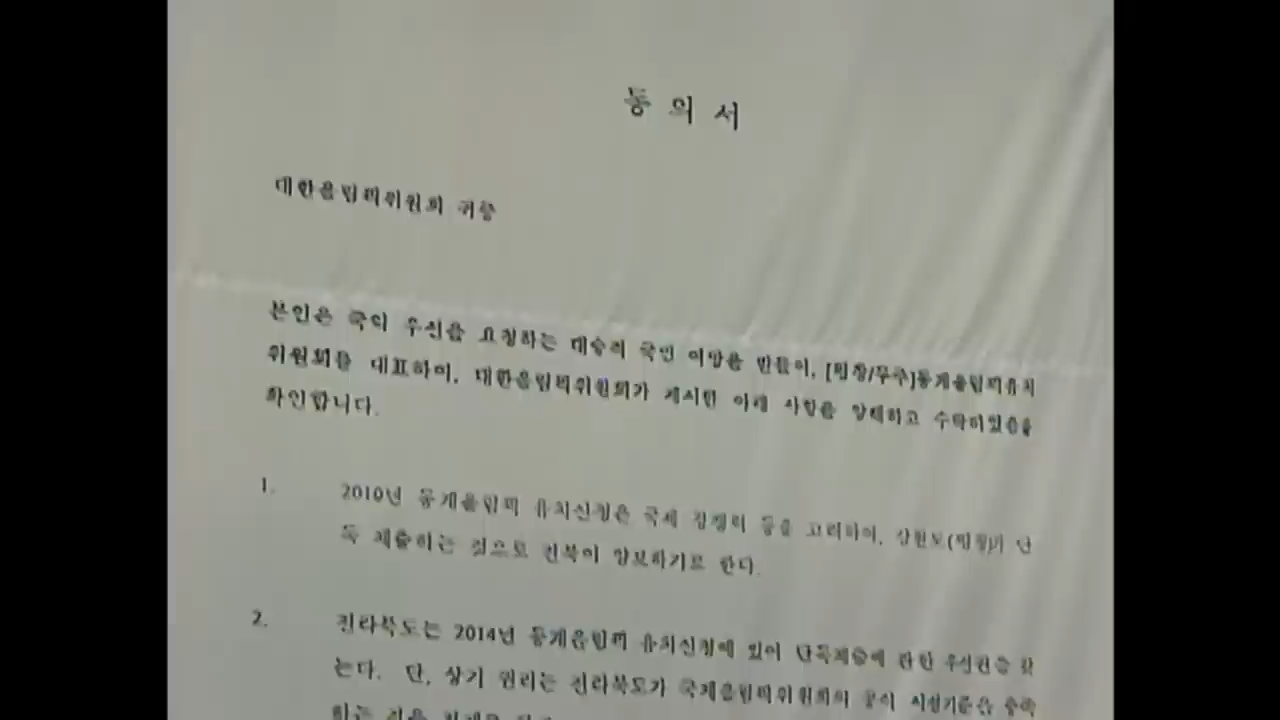 동 의 서
대한올림픽위원회 귀중
본인은 국익 우선을 요청하는 대승적 국민 여망을 받들어, [평창/무주]동계올림픽유치
위원회를 대표하여, 대한올림픽위원회가 제시한 아래 사항을 양해하고 수락하였음을
확인합니다.
1. 2010년 동계올림픽 유치신청은 국제 경쟁력 등을 고려하여, 강원도(평창)가 단
독 제출하는 것으로 전북이 양보하기로 한다.
2. 전라북도는 2014년 동계올림픽 유치신청에 있어 단독제출에 관한 우선권을 갖
는다. 단, 상기 권리는 전라북도가 국제올림픽위원회의 공식 시설기준을 충족
하는 것을 전제로